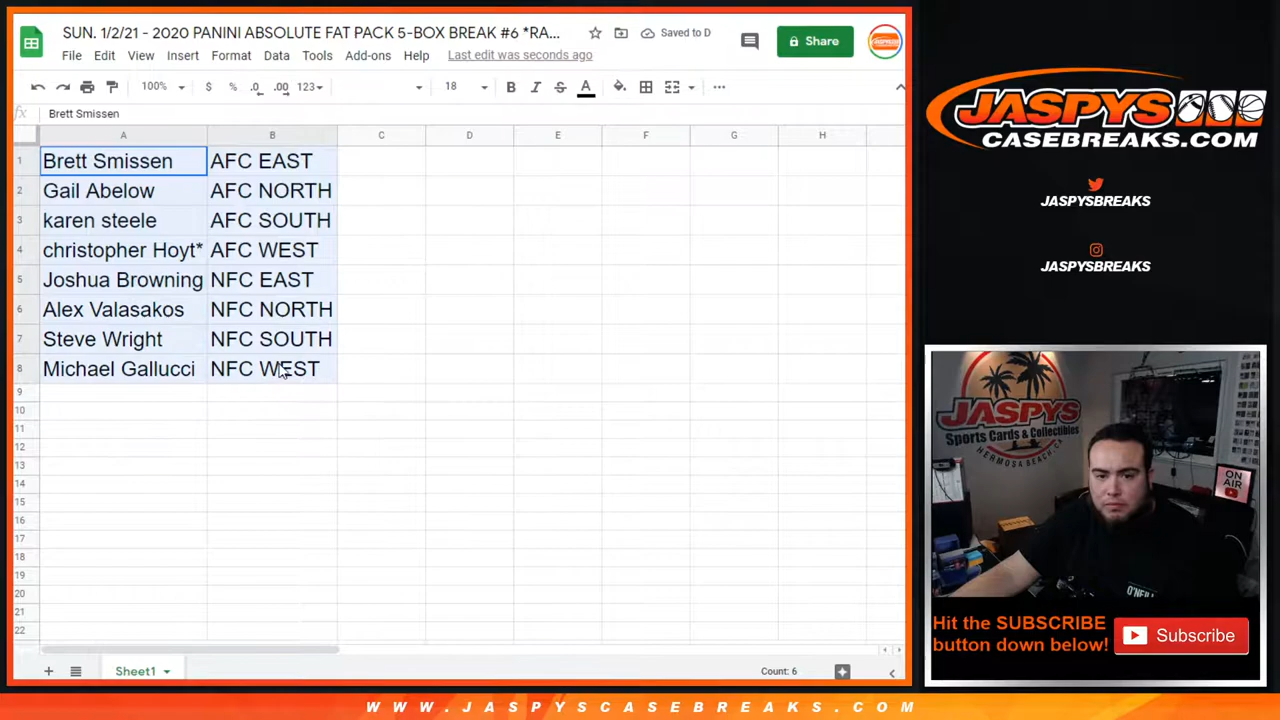 SUN. 1/2/21 - 2020 PANINI ABSOLUTE FAT PACK 5-BOX BREAK #6 *RA...
Saved to D
Share
File Edit View Insert Format Data Tools Add-ons Help Last edit was seconds ago
100% $ % .0 .00 123 18 B I S A
fx Brett Smissen
A B C D E F G H
1 Brett Smissen AFC EAST
2 Gail Abelow AFC NORTH
3 karen steele AFC SOUTH
4 christopher Hoyt* AFC WEST
5 Joshua Browning NFC EAST
6 Alex Valasakos NFC NORTH
7 Steve Wright NFC SOUTH
8 Michael Gallucci NFC WEST
9
10
11
12
13
14
15
16
17
18
19
20
21
22
Sheet1
Count: 6
JASPYS
CASEBREAKS.COM
JASPYSBREAKS
JASPYSBREAKS
JASPYS
Sports Cards & Collectibles
HERMOSA BEACH, CA
ON AIR
O'NEILL
Hit the SUBSCRIBE
button down below!
Subscribe
WWW.JASPYSCASEBREAKS.COM